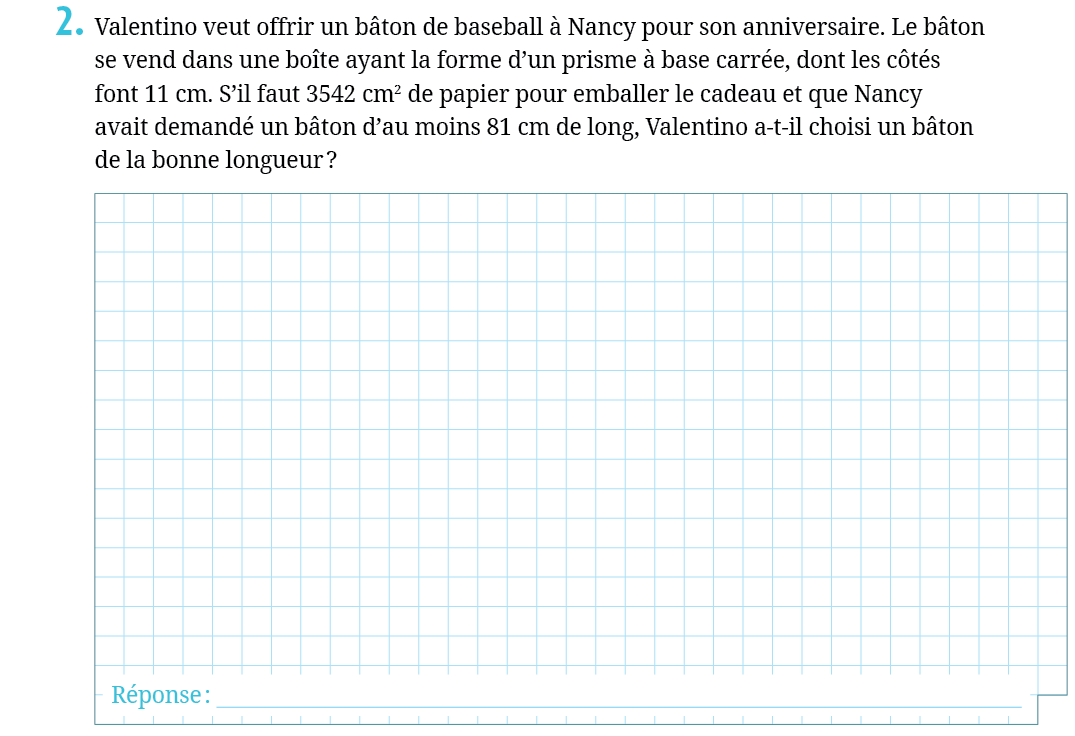 2. Valentino veut offrir un bâton de baseball à Nancy pour son anniversaire. Le bâton
se vend dans une boîte ayant la forme d’un prisme à base carrée, dont les côtés
font 11 cm. S’il faut 3542 cm² de papier pour emballer le cadeau et que Nancy
avait demandé un bâton d’au moins 81 cm de long, Valentino a-t-il choisi un bâton
de la bonne longueur ?
Réponse :